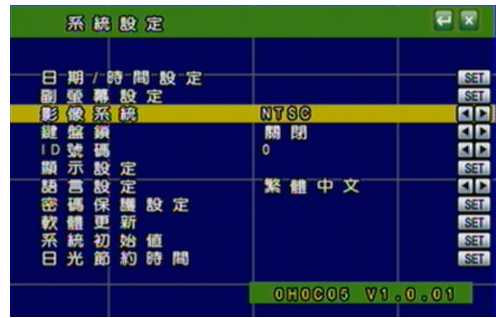 系統設定
日期/時間設定 SET
副螢幕設定 SET
影像系統 NTSC
鍵盤鎖 關閉
ID號碼 0
顯示設定 SET
語言設定 繁體中文
密碼保護設定 SET
軟體更新 SET
系統初始值 SET
日光節約時間 SET
0H0C05 V1.0.01